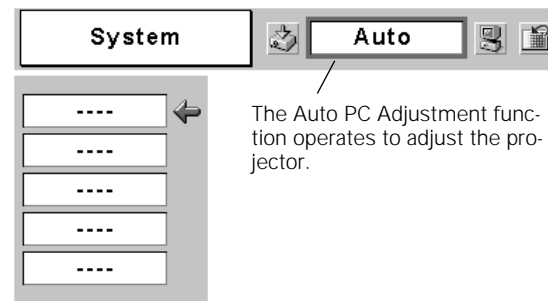 System
Auto
The Auto PC Adjustment func-
tion operates to adjust the pro-
jector.
----
----
----
----
----